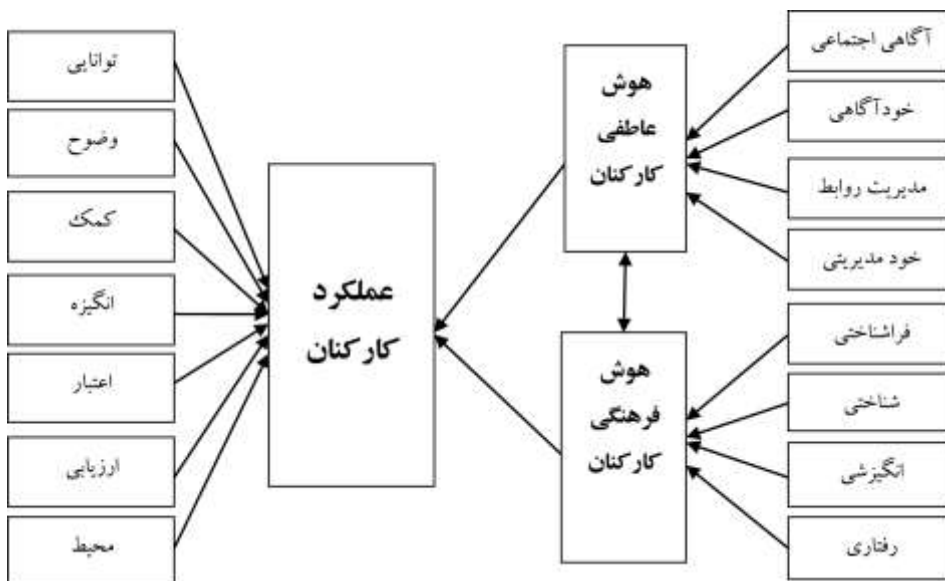 آگاهی اجتماعی
خودآگاهی
مدیریت روابط
خود مدیریتی
فراشناختی
شناختی
انگیزشی
رفتاری
هوش
عاطفی
کارکنان
هوش
فرهنگی
کارکنان
عملکرد
کارکنان
توانایی
وضوح
کمک
انگیزه
اعتبار
ارزیابی
محیط